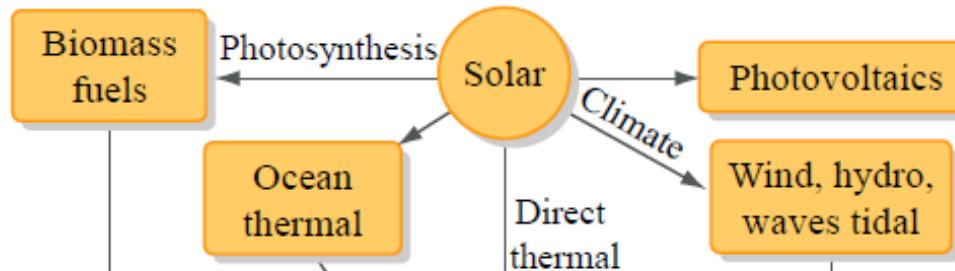 Biomass
fuels
Photosynthesis
Solar
Photovoltaics
Climate
Ocean
thermal
Direct
thermal
Wind, hydro,
waves tidal